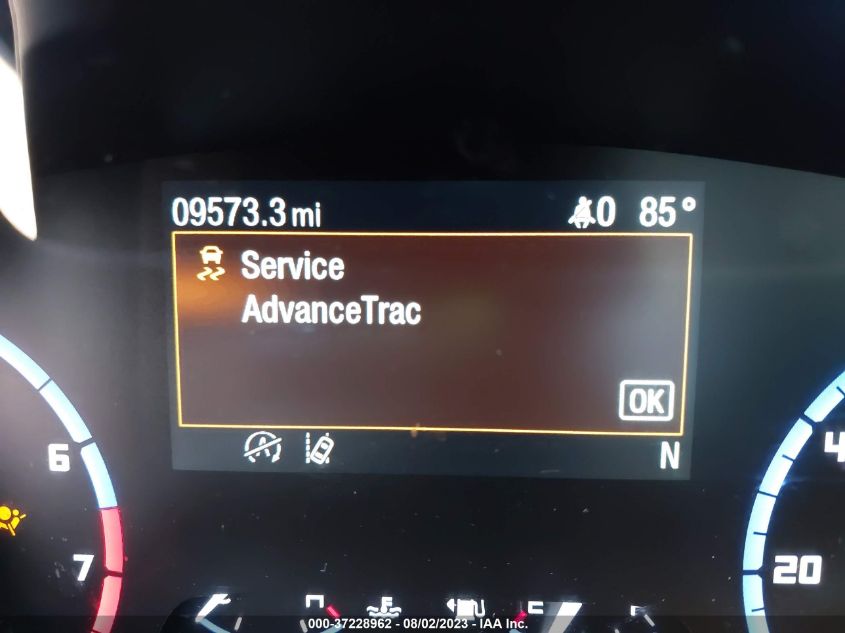 09573.3 mi 0 85°
Service
AdvanceTrac
OK
A
N
6
7
4
20
000-37228962 - 08/02/2023 - IAA Inc.